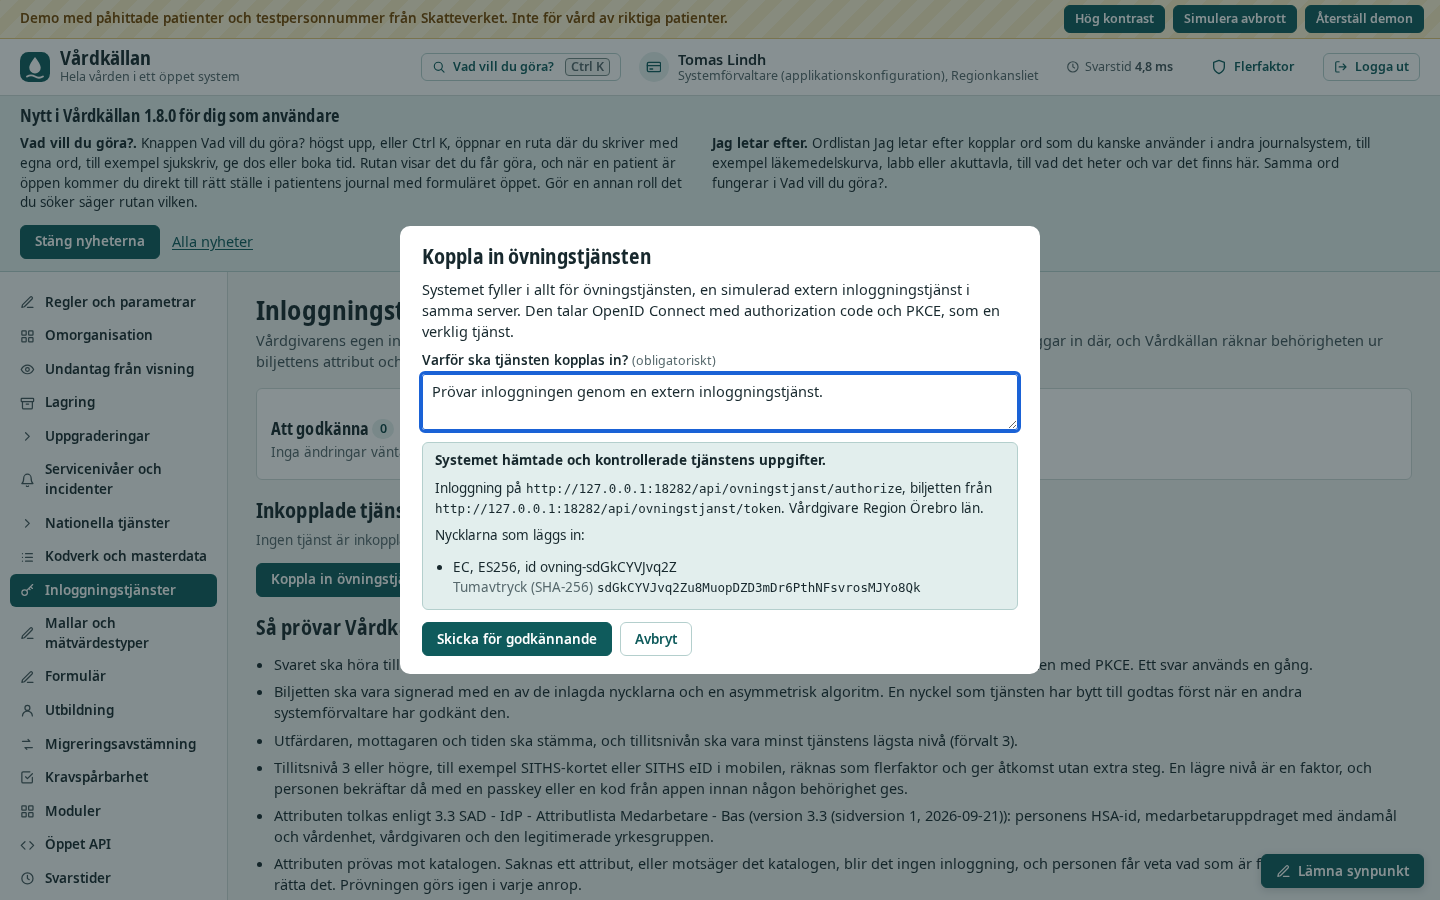 Demo med påhittade patienter och testpersonnummer från Skatteverket. Inte för vård av riktiga patienter.
Hög kontrast
Simulera avbrott
Återställ demon
Vårdkällan
Hela vården i ett öppet system
Vad vill du göra? Ctrl K
Tomas Lindh
Systemförvaltare (applikationskonfiguration), Regionkansliet
Svarstid 4,8 ms
Flerfaktor
Logga ut
Nytt i Vårdkällan 1.8.0 för dig som användare
Vad vill du göra?. Knappen Vad vill du göra? högst upp, eller Ctrl K, öppnar en ruta där du skriver med
egna ord, till exempel sjukskriv, ge dos eller boka tid. Rutan visar det du får göra, och när en patient är
öppen kommer du direkt till rätt ställe i patientens journal med formuläret öppet. Gör en annan roll det
du söker säger rutan vilken.
Jag letar efter. Ordlistan Jag letar efter kopplar ord som du kanske använder i andra journalsystem, till
exempel läkemedelskurva, labb eller akuttavla, till vad det heter och var det finns här. Samma ord
fungerar i Vad vill du göra?.
Stäng nyheterna
Alla nyheter
Regler och parametrar
Omorganisation
Undantag från visning
Lagring
Uppgraderingar
Servicenivåer och
incidenter
Nationella tjänster
Kodverk och masterdata
Inloggningstjänster
Mallar och
mätvärdestyper
Formulär
Utbildning
Migreringsavstämning
Kravspårbarhet
Moduler
Öppet API
Svarstider
Inloggningst
Vårdgivarens egen in
ggar in där, och Vårdkällan räknar behörigheten ur
biljettens attribut och
Att godkänna 0
Inga ändringar vänt
Inkopplade tjäns
Ingen tjänst är inkoppl
Koppla in övningstj
Så prövar Vårdk
Svaret ska höra till
en med PKCE. Ett svar används en gång.
Biljetten ska vara signerad med en av de inlagda nycklarna och en asymmetrisk algoritm. En nyckel som tjänsten har bytt till godtas först när en andra
systemförvaltare har godkänt den.
Utfärdaren, mottagaren och tiden ska stämma, och tillitsnivån ska vara minst tjänstens lägsta nivå (förvalt 3).
Tillitsnivå 3 eller högre, till exempel SITHS-kortet eller SITHS eID i mobilen, räknas som flerfaktor och ger åtkomst utan extra steg. En lägre nivå är en faktor, och
personen bekräftar då med en passkey eller en kod från appen innan någon behörighet ges.
Attributen tolkas enligt 3.3 SAD - IdP - Attributlista Medarbetare - Bas (version 3.3 (sidversion 1, 2026-09-21)): personens HSA-id, medarbetaruppdraget med ändamål
och vårdenhet, vårdgivaren och den legitimerade yrkesgruppen.
Attributen prövas mot katalogen. Saknas ett attribut, eller motsäger det katalogen, blir det ingen inloggning, och personen får veta vad som är f
rätta det. Prövningen görs igen i varje anrop.
Koppla in övningstjänsten
Systemet fyller i allt för övningstjänsten, en simulerad extern inloggningstjänst i
samma server. Den talar OpenID Connect med authorization code och PKCE, som en
verklig tjänst.
Varför ska tjänsten kopplas in? (obligatoriskt)
Prövar inloggningen genom en extern inloggningstjänst.
Systemet hämtade och kontrollerade tjänstens uppgifter.
Inloggning på http://127.0.0.1:18282/api/ovningstjanst/authorize, biljetten från
http://127.0.0.1:18282/api/ovningstjanst/token. Vårdgivare Region Örebro län.
Nycklarna som läggs in:
EC, ES256, id ovning-sdGkCYVJvq2Z
Tumavtryck (SHA-256) sdGkCYVJvq2Zu8MuopDZD3mDr6PthNFsvrosMJYo8Qk
Skicka för godkännande
Avbryt
Lämna synpunkt